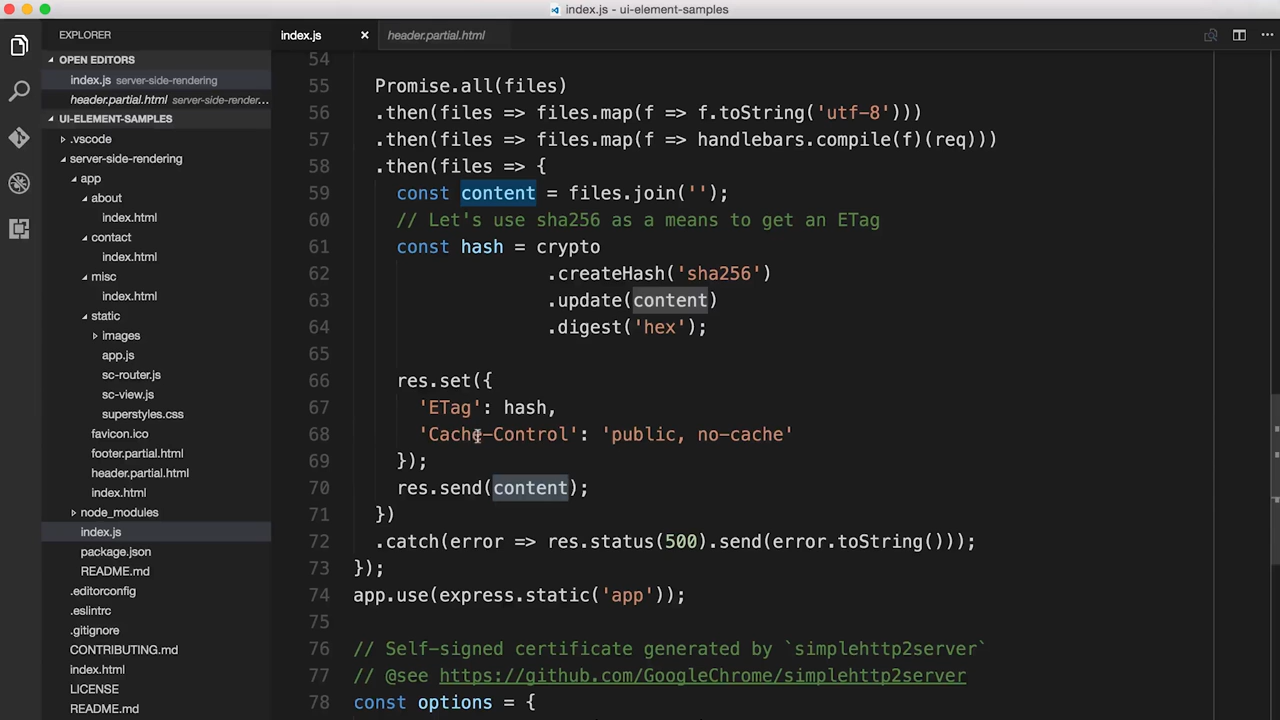 index.js - ui-element-samples
EXPLORER
OPEN EDITORS
index.js server-side-rendering
header.partial.html server-side-render...
UI-ELEMENT-SAMPLES
.vscode
server-side-rendering
app
about
index.html
contact
index.html
misc
index.html
static
images
app.js
sc-router.js
sc-view.js
superstyles.css
favicon.ico
footer.partial.html
header.partial.html
index.html
node_modules
index.js
package.json
README.md
.editorconfig
.eslintrc
.gitignore
CONTRIBUTING.md
index.html
LICENSE
README.md
index.js header.partial.html
54
55 Promise.all(files)
56 .then(files => files.map(f => f.toString('utf-8')))
57 .then(files => files.map(f => handlebars.compile(f)(req)))
58 .then(files => {
59 const content = files.join('');
60 // Let's use sha256 as a means to get an ETag
61 const hash = crypto
62 .createHash('sha256')
63 .update(content)
64 .digest('hex');
65
66 res.set({
67 'ETag': hash,
68 'Cache-Control': 'public, no-cache'
69 });
70 res.send(content);
71 })
72 .catch(error => res.status(500).send(error.toString()));
73 });
74 app.use(express.static('app'));
75
76 // Self-signed certificate generated by `simplehttp2server`
77 // @see https://github.com/GoogleChrome/simplehttp2server
78 const options = {